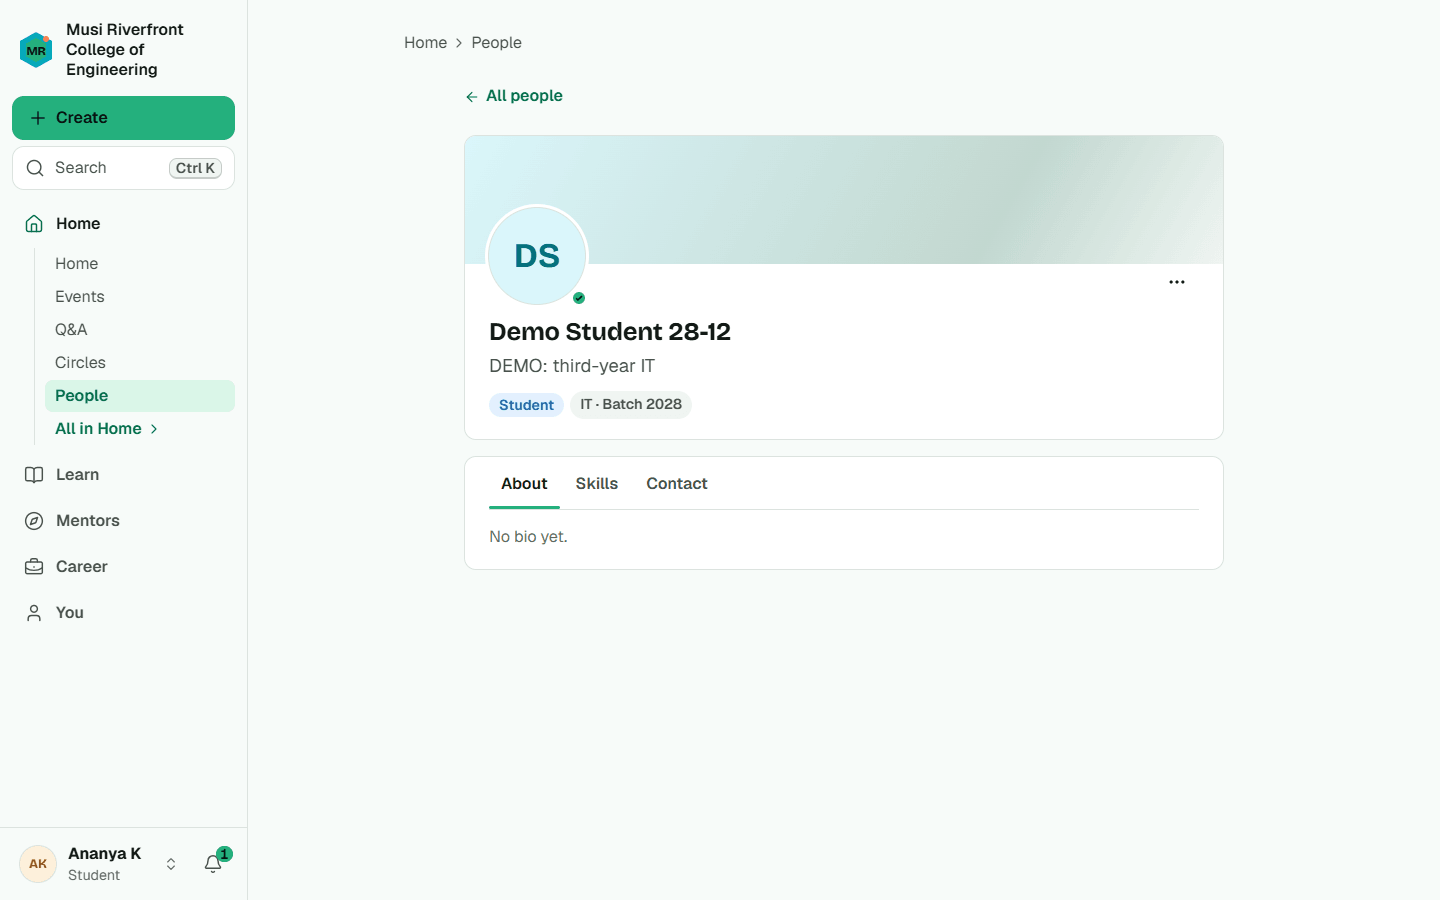 MR
Musi Riverfront
College of
Engineering
Create
Search
Ctrl K
Home
Home
Events
Q&A
Circles
People
All in Home
Learn
Mentors
Career
You
AK
Ananya K
Student
1
Home
People
All people
DS
Demo Student 28-12
DEMO: third-year IT
Student
IT · Batch 2028
About
Skills
Contact
No bio yet.